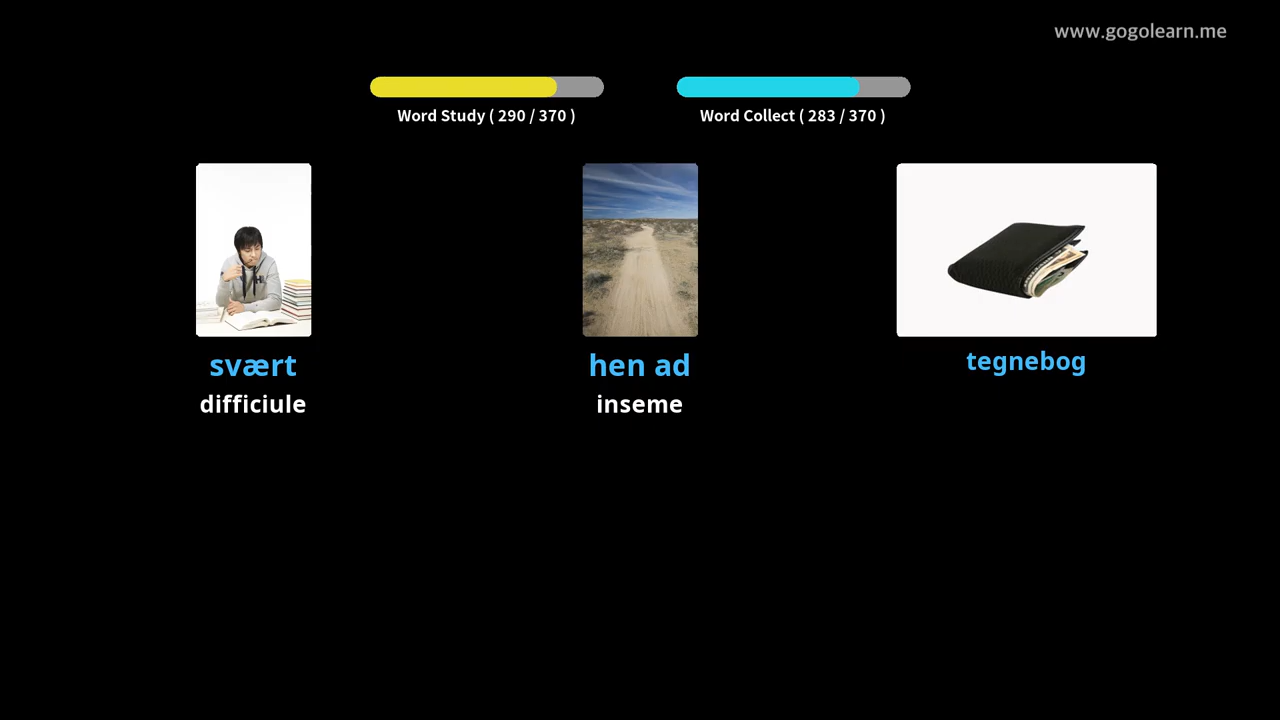 www.gogolearn.me
Word Study ( 290 / 370 )
Word Collect ( 283 / 370 )
svært
difficiule
hen ad
inseme
tegnebog